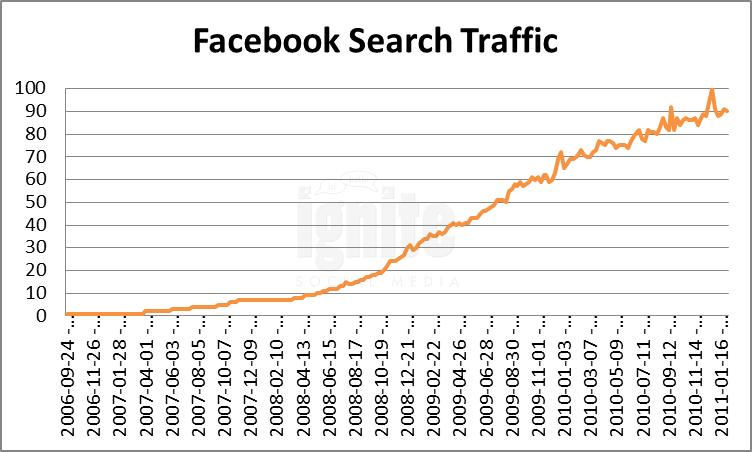 Facebook Search Traffic
100
90
80
70
60
50
40
30
20
10
0
ignite
SOCIAL MEDIA
2006-09-24 - …
2006-11-26 - …
2007-01-28 - …
2007-04-01 - …
2007-06-03 - …
2007-08-05 - …
2007-10-07 - …
2007-12-09 - …
2008-02-10 - …
2008-04-13 - …
2008-06-15 - …
2008-08-17 - …
2008-10-19 - …
2008-12-21 - …
2009-02-22 - …
2009-04-26 - …
2009-06-28 - …
2009-08-30 - …
2009-11-01 - …
2010-01-03 - …
2010-03-07 - …
2010-05-09 - …
2010-07-11 - …
2010-09-12 - …
2010-11-14 - …
2011-01-16 - …